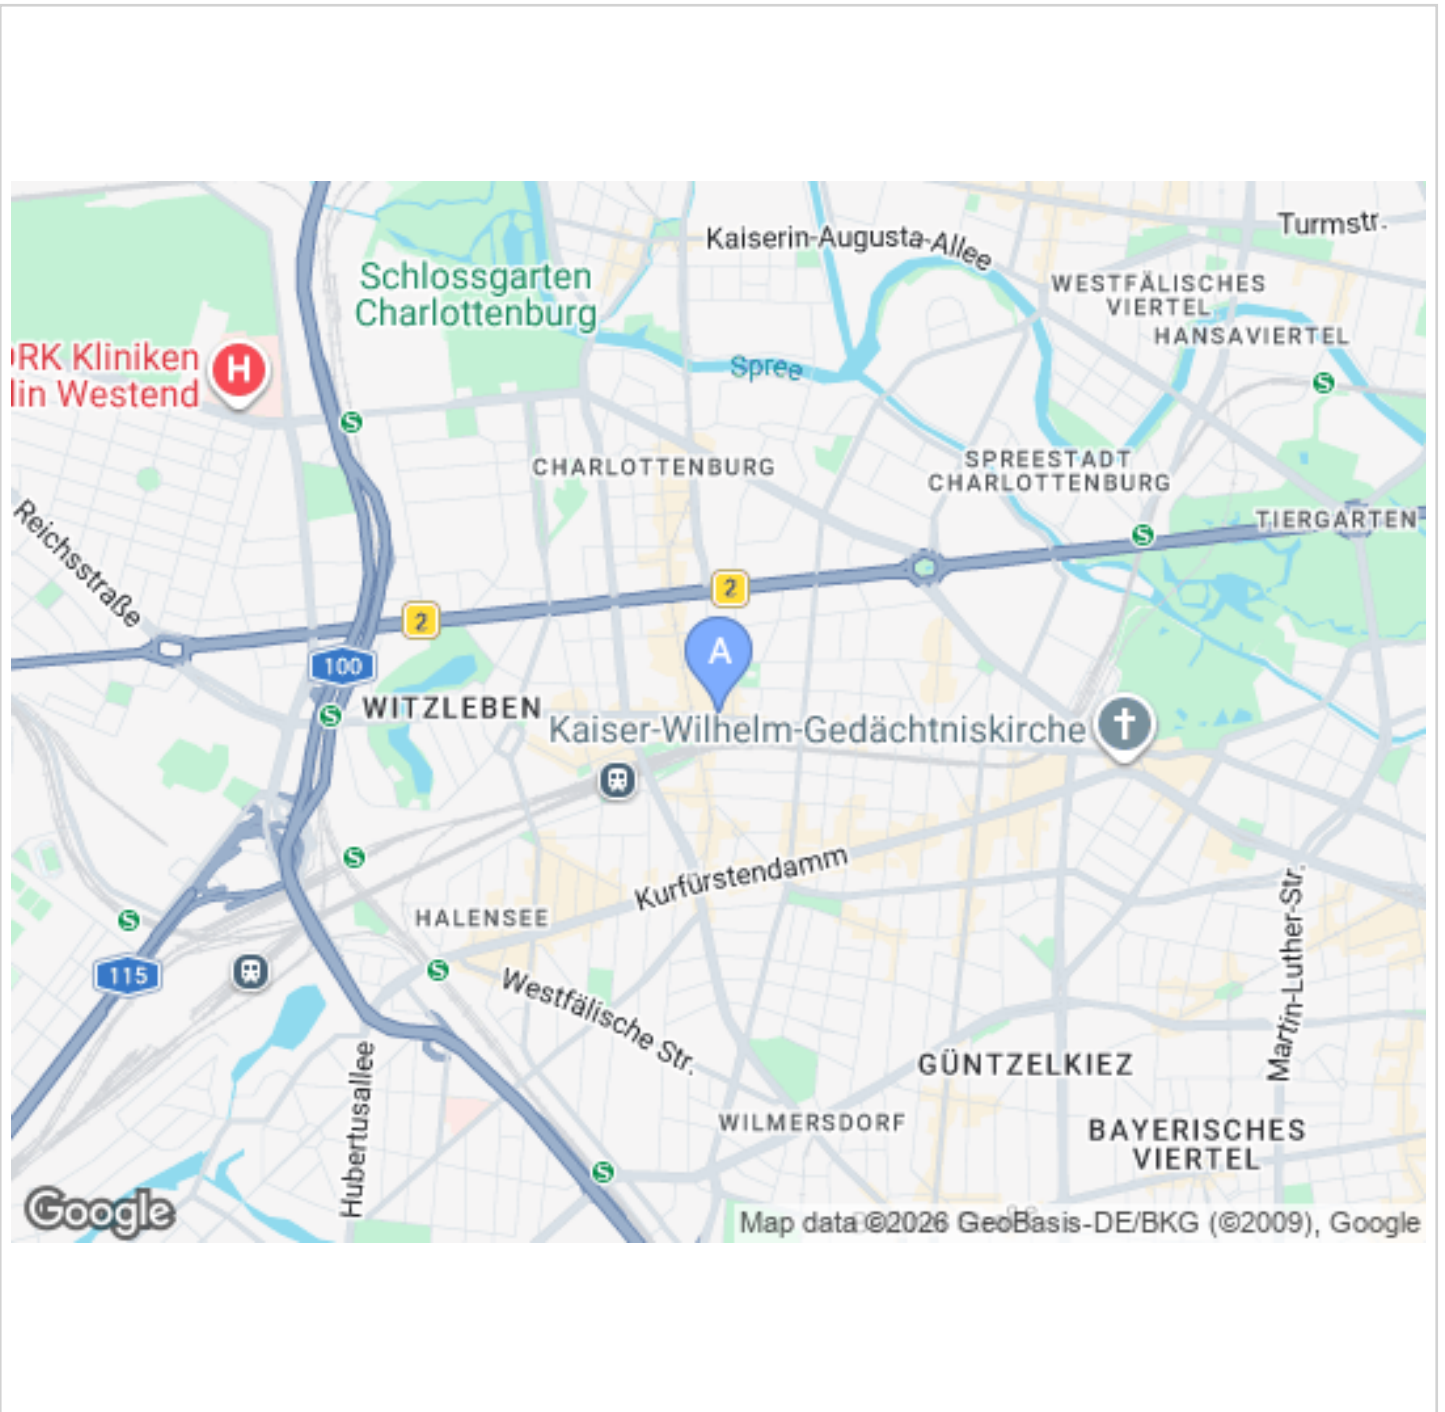 Kaiserin-Augusta-Allee
Turmstr.
Schlossgarten
Charlottenburg
WESTFÄLISCHES
VIERTEL
HANSAVIERTEL
DRK Kliniken
lin Westend
H
Spree
S
S
CHARLOTTENBURG
SPREESTADT
CHARLOTTENBURG
TIERGARTEN
Reichsstraße
S
2
2
A
100
S
WITZLEBEN
Kaiser-Wilhelm-Gedächtniskirche
S
Kurfürstendamm
HALENSEE
S
115
S
Westfälische Str.
Martin-Luther-Str.
Hubertusallee
GÜNTZELKIEZ
WILMERSDORF
BAYERISCHES
VIERTEL
S
Google
Map data ©2026 GeoBasis-DE/BKG (©2009), Google